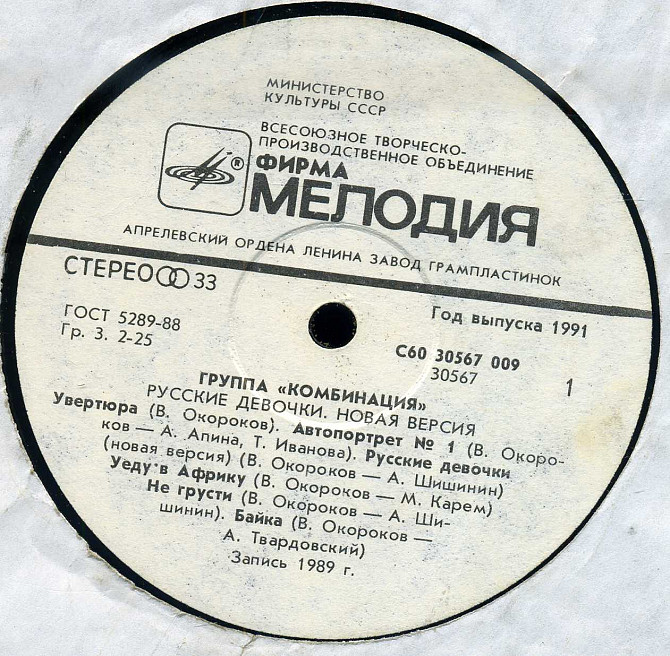 МИНИСТЕРСТВО
КУЛЬТУРЫ СССР
ВСЕСОЮЗНОЕ ТВОРЧЕСКО-
ПРОИЗВОДСТВЕННОЕ ОБЪЕДИНЕНИЕ
®
ФИРМА
МЕЛОДИЯ
АПРЕЛЕВСКИЙ ОРДЕНА ЛЕНИНА ЗАВОД ГРАМПЛАСТИНОК
СТЕРЕО 33
ГОСТ 5289-88
Гр. 3. 2-25
Год выпуска 1991
С60 30567 009
30567
1
ГРУППА «КОМБИНАЦИЯ»
РУССКИЕ ДЕВОЧКИ. НОВАЯ ВЕРСИЯ
Увертюра (В. Окороков). Автопортрет № 1 (В. Окоро-
ков — А. Апина, Т. Иванова). Русские девочки
(новая версия) (В. Окороков — А. Шишинин)
Уеду в Африку (В. Окороков — М. Карем)
Не грусти (В. Окороков — А. Ши-
шинин). Байка (В. Окороков —
А. Твардовский)
Запись 1989 г.